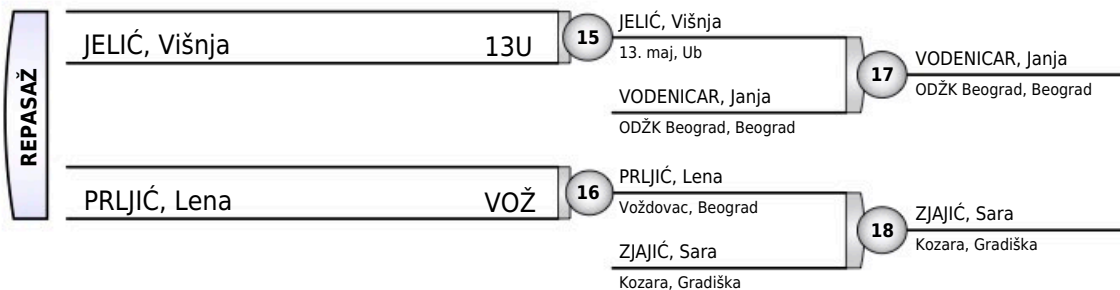 REPASAŽ
JELIĆ, Višnja 13U
15
JELIĆ, Višnja
13. maj, Ub
VODENICAR, Janja
ODŽK Beograd, Beograd
17
VODENICAR, Janja
ODŽK Beograd, Beograd
PRLJIĆ, Lena VOŽ
16
PRLJIĆ, Lena
Voždovac, Beograd
ZJAJIĆ, Sara
Kozara, Gradiška
18
ZJAJIĆ, Sara
Kozara, Gradiška